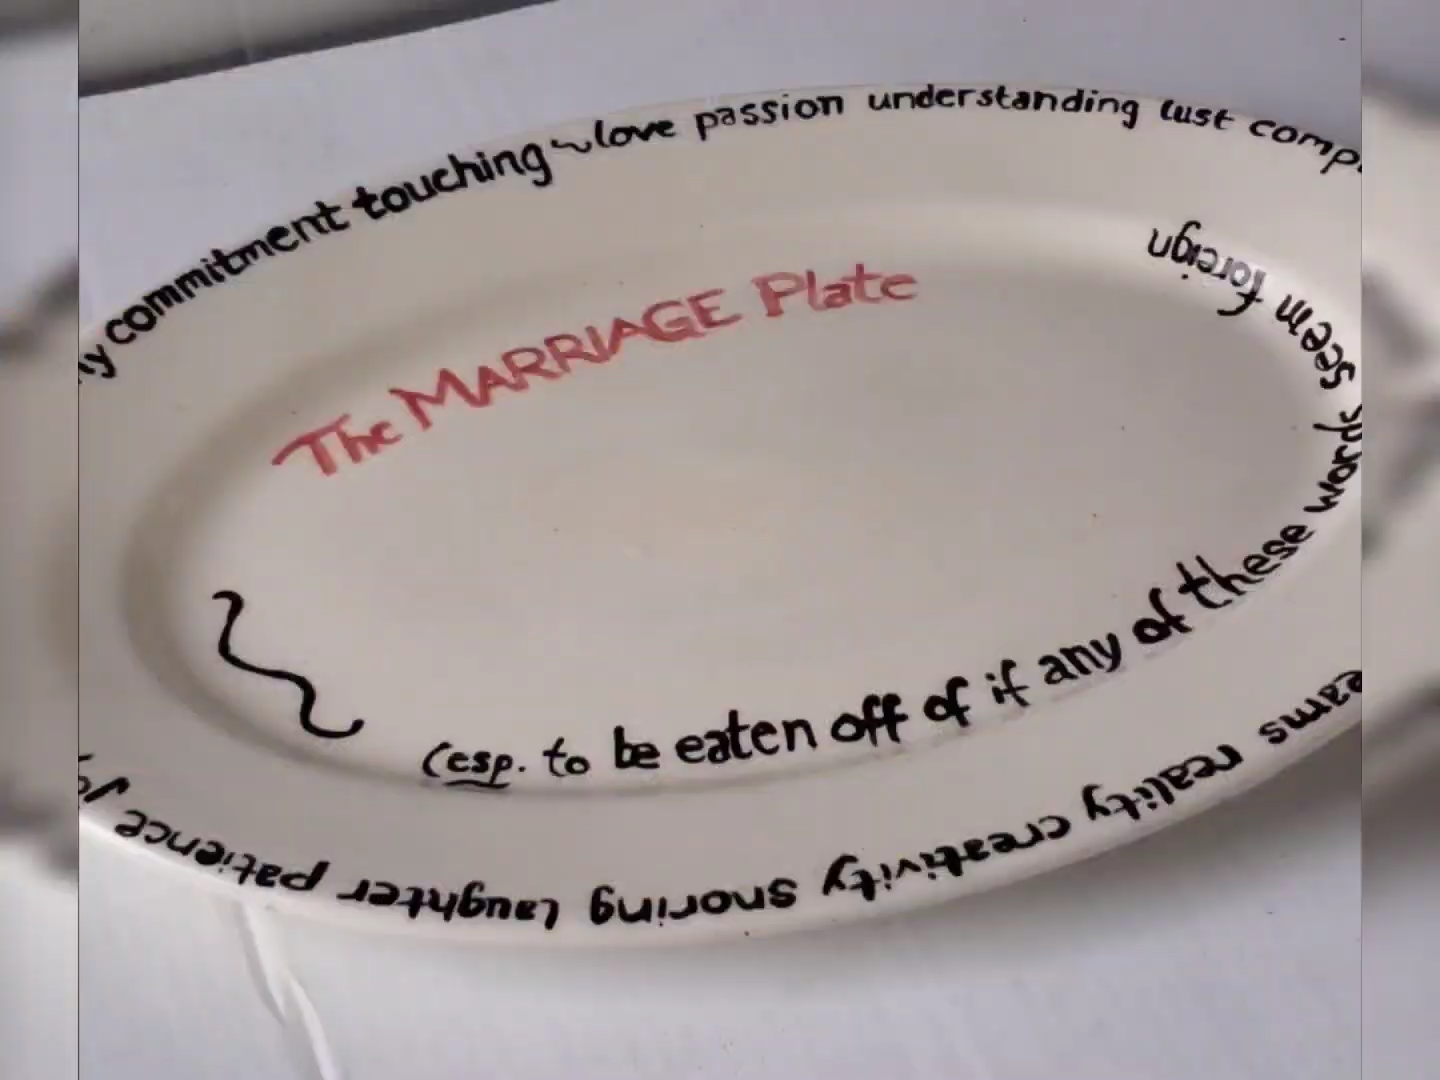 commitment touching ~ love passion understanding lust
The MARRIAGE Plate
(esp. to be eaten off of if any of these words seem foreign
reality creativity snoring laughter patience